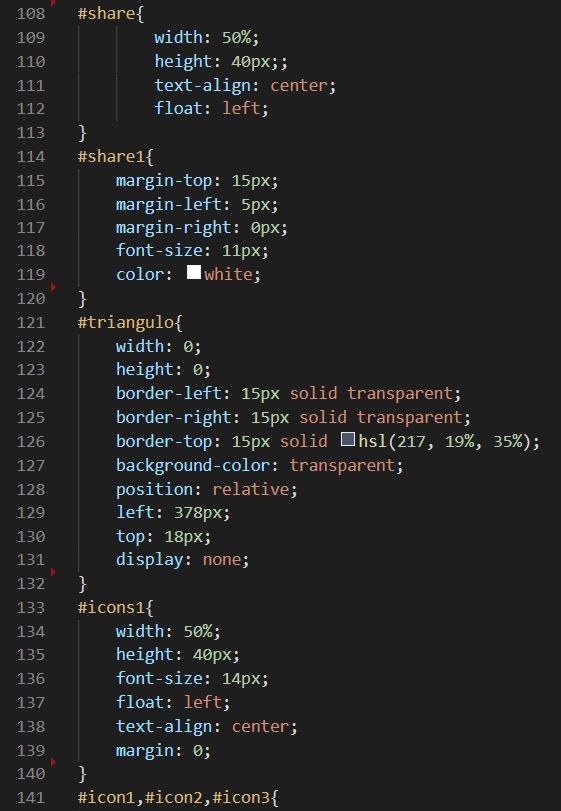 108 #share{
109 width: 50%;
110 height: 40px;;
111 text-align: center;
112 float: left;
113 }
114 #share1{
115 margin-top: 15px;
116 margin-left: 5px;
117 margin-right: 0px;
118 font-size: 11px;
119 color: white;
120 }
121 #triangulo{
122 width: 0;
123 height: 0;
124 border-left: 15px solid transparent;
125 border-right: 15px solid transparent;
126 border-top: 15px solid hsl(217, 19%, 35%);
127 background-color: transparent;
128 position: relative;
129 left: 378px;
130 top: 18px;
131 display: none;
132 }
133 #icons1{
134 width: 50%;
135 height: 40px;
136 font-size: 14px;
137 float: left;
138 text-align: center;
139 margin: 0;
140 }
141 #icon1,#icon2,#icon3{